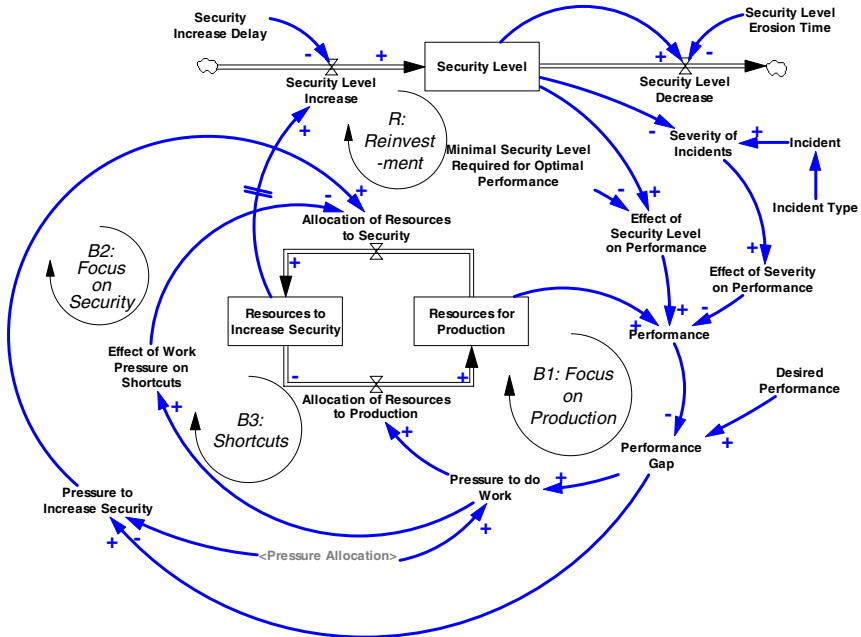 Security
Increase Delay
Security Level
Erosion Time
+
-
+
-
+
Security Level
Security Level
Increase
Security Level
Decrease
+
R:
Reinvest
-ment
-
Severity of
Incidents
+
Incident
Minimal Security Level
Required for Optimal
Performance
-
+
Incident Type
-
+
Allocation of Resources
to Security
Effect of
Security Level
on Performance
+
Effect of Severity
on Performance
B2:
Focus
on
Security
+
Resources to
Increase Security
Resources for
Production
+
+
-
Performance
Effect of Work
Pressure on
Shortcuts
-
+
Allocation of Resources
to Production
B1: Focus
on
Production
Desired
Performance
+
B3:
Shortcuts
+
-
+
Performance
Gap
Pressure to do
Work
+
Pressure to
Increase Security
+
-
+
<Pressure Allocation>